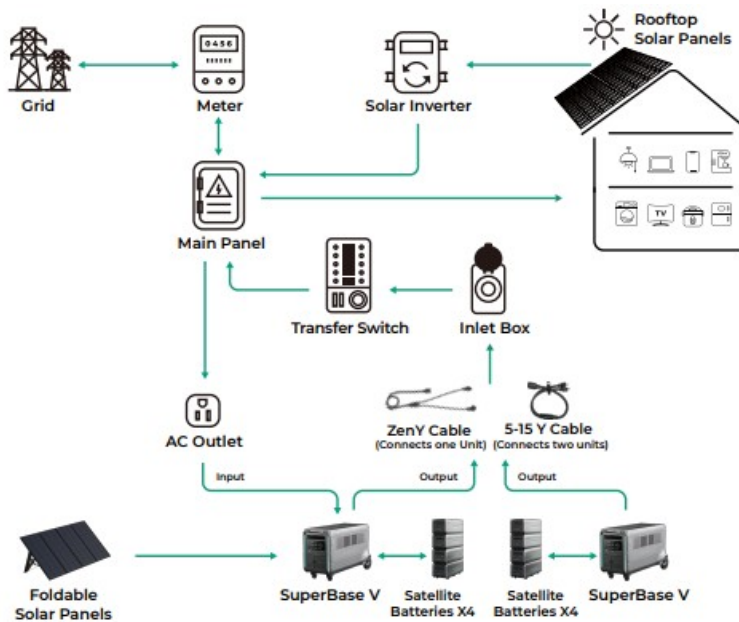 Rooftop
Solar Panels
0456
Grid
Meter
Solar Inverter
TV
Main Panel
Transfer Switch
Inlet Box
AC Outlet
ZenY Cable
(Connects one Unit)
5-15 Y Cable
(Connects two units)
Input
Output
Output
Foldable
Solar Panels
SuperBase V
Satellite
Batteries X4
Satellite
Batteries X4
SuperBase V